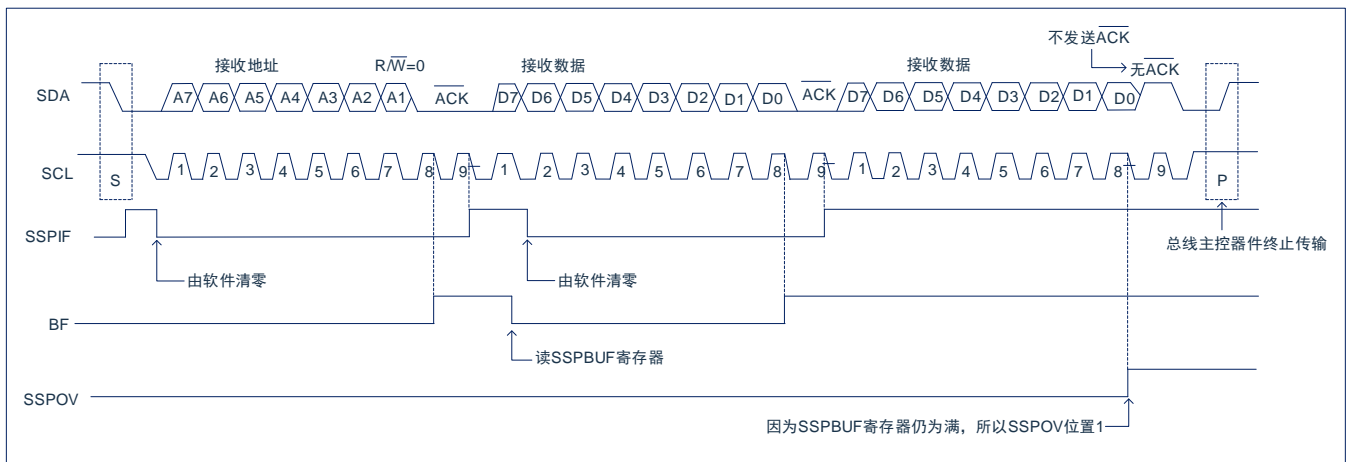 不发送ACK
接收地址 R/W=0 接收数据 接收数据 无ACK
SDA A7 A6 A5 A4 A3 A2 A1 ACK D7 D6 D5 D4 D3 D2 D1 D0 ACK D7 D6 D5 D4 D3 D2 D1 D0
SCL S 1 2 3 4 5 6 7 8 9 1 2 3 4 5 6 7 8 9 1 2 3 4 5 6 7 8 9 P
SSPIF
总线主控器件终止传输
由软件清零 由软件清零
BF
读SSPBUF寄存器
SSPOV
因为SSPBUF寄存器仍为满，所以SSPOV位置1